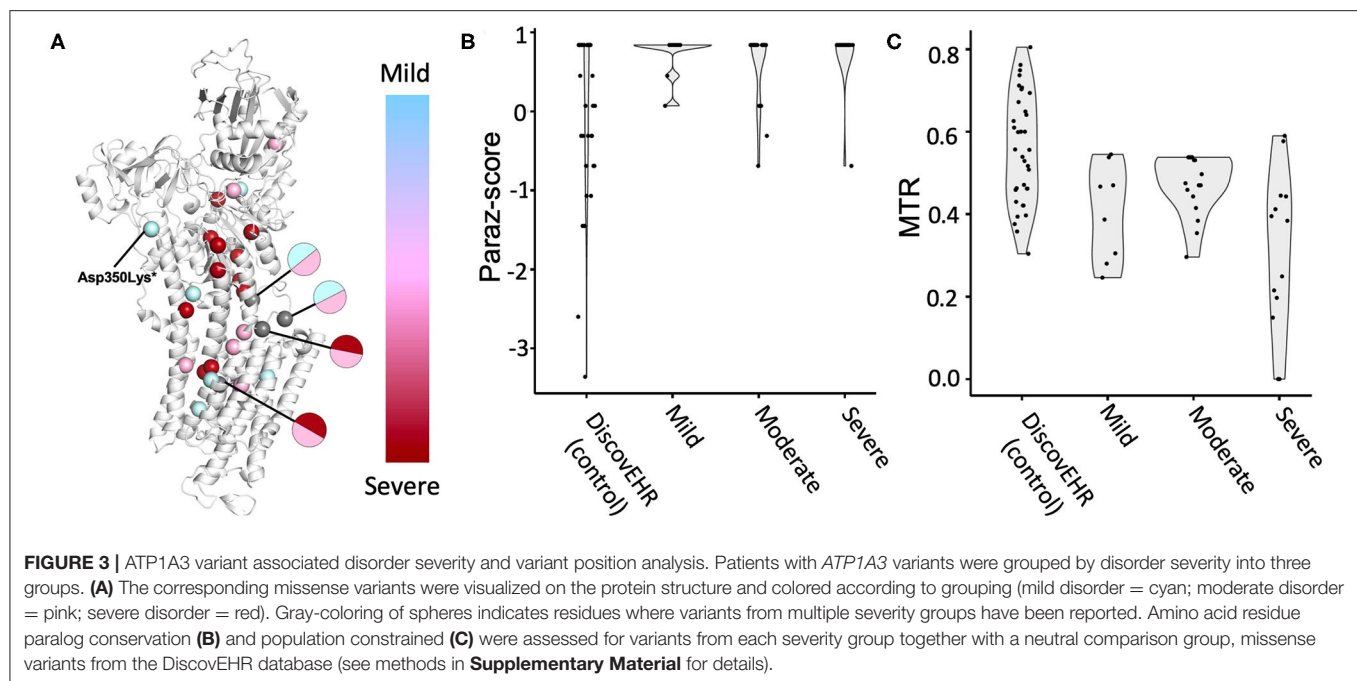 A
Mild
Severe
Asp350Lys*
B
Paraz-score
1
0
-1
-2
-3
DiscovEHR
(control)
Mild
Moderate
Severe
C
MTR
0.8
0.6
0.4
0.2
0.0
DiscovEHR
(control)
Mild
Moderate
Severe
FIGURE 3 | ATP1A3 variant associated disorder severity and variant position analysis. Patients with ATP1A3 variants were grouped by disorder severity into three
groups. (A) The corresponding missense variants were visualized on the protein structure and colored according to grouping (mild disorder = cyan; moderate disorder
= pink; severe disorder = red). Gray-coloring of spheres indicates residues where variants from multiple severity groups have been reported. Amino acid residue
paralog conservation (B) and population constrained (C) were assessed for variants from each severity group together with a neutral comparison group, missense
variants from the DiscovEHR database (see methods in Supplementary Material for details).